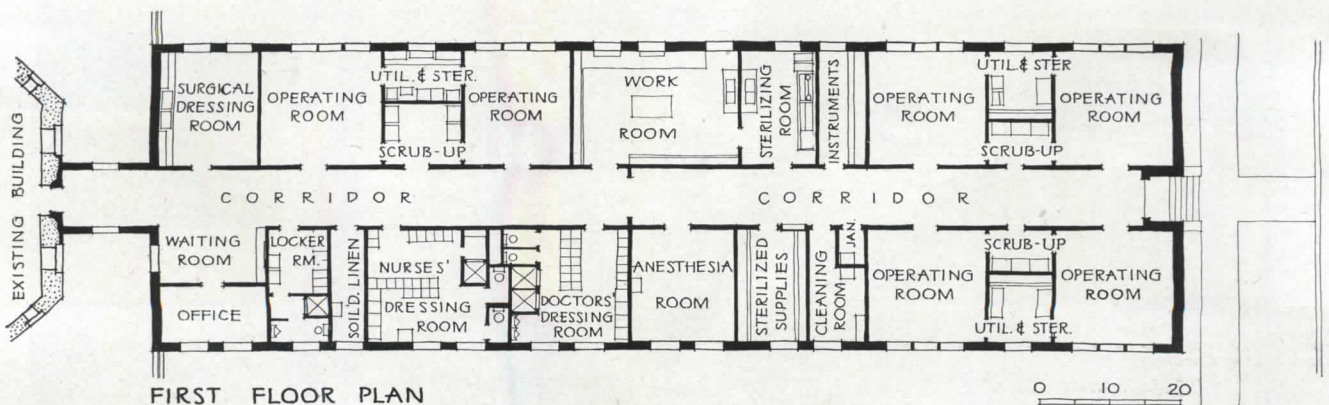 EXISTING BUILDING
SURGICAL
DRESSING
ROOM
OPERATING
ROOM
UTIL. & STER.
SCRUB-UP
OPERATING
ROOM
WORK
ROOM
STERILIZING
ROOM
INSTRUMENTS
OPERATING
ROOM
UTIL. & STER
SCRUB-UP
OPERATING
ROOM
CORRIDOR
CORRIDOR
WAITING
ROOM
OFFICE
LOCKER
RM.
SOIL'D. LINEN
NURSES'
DRESSING
ROOM
DOCTORS'
DRESSING
ROOM
ANESTHESIA
ROOM
STERILIZED
SUPPLIES
CLEANING
ROOM
JAN.
OPERATING
ROOM
SCRUB-UP
UTIL. & STER.
OPERATING
ROOM
FIRST FLOOR PLAN
0 10 20